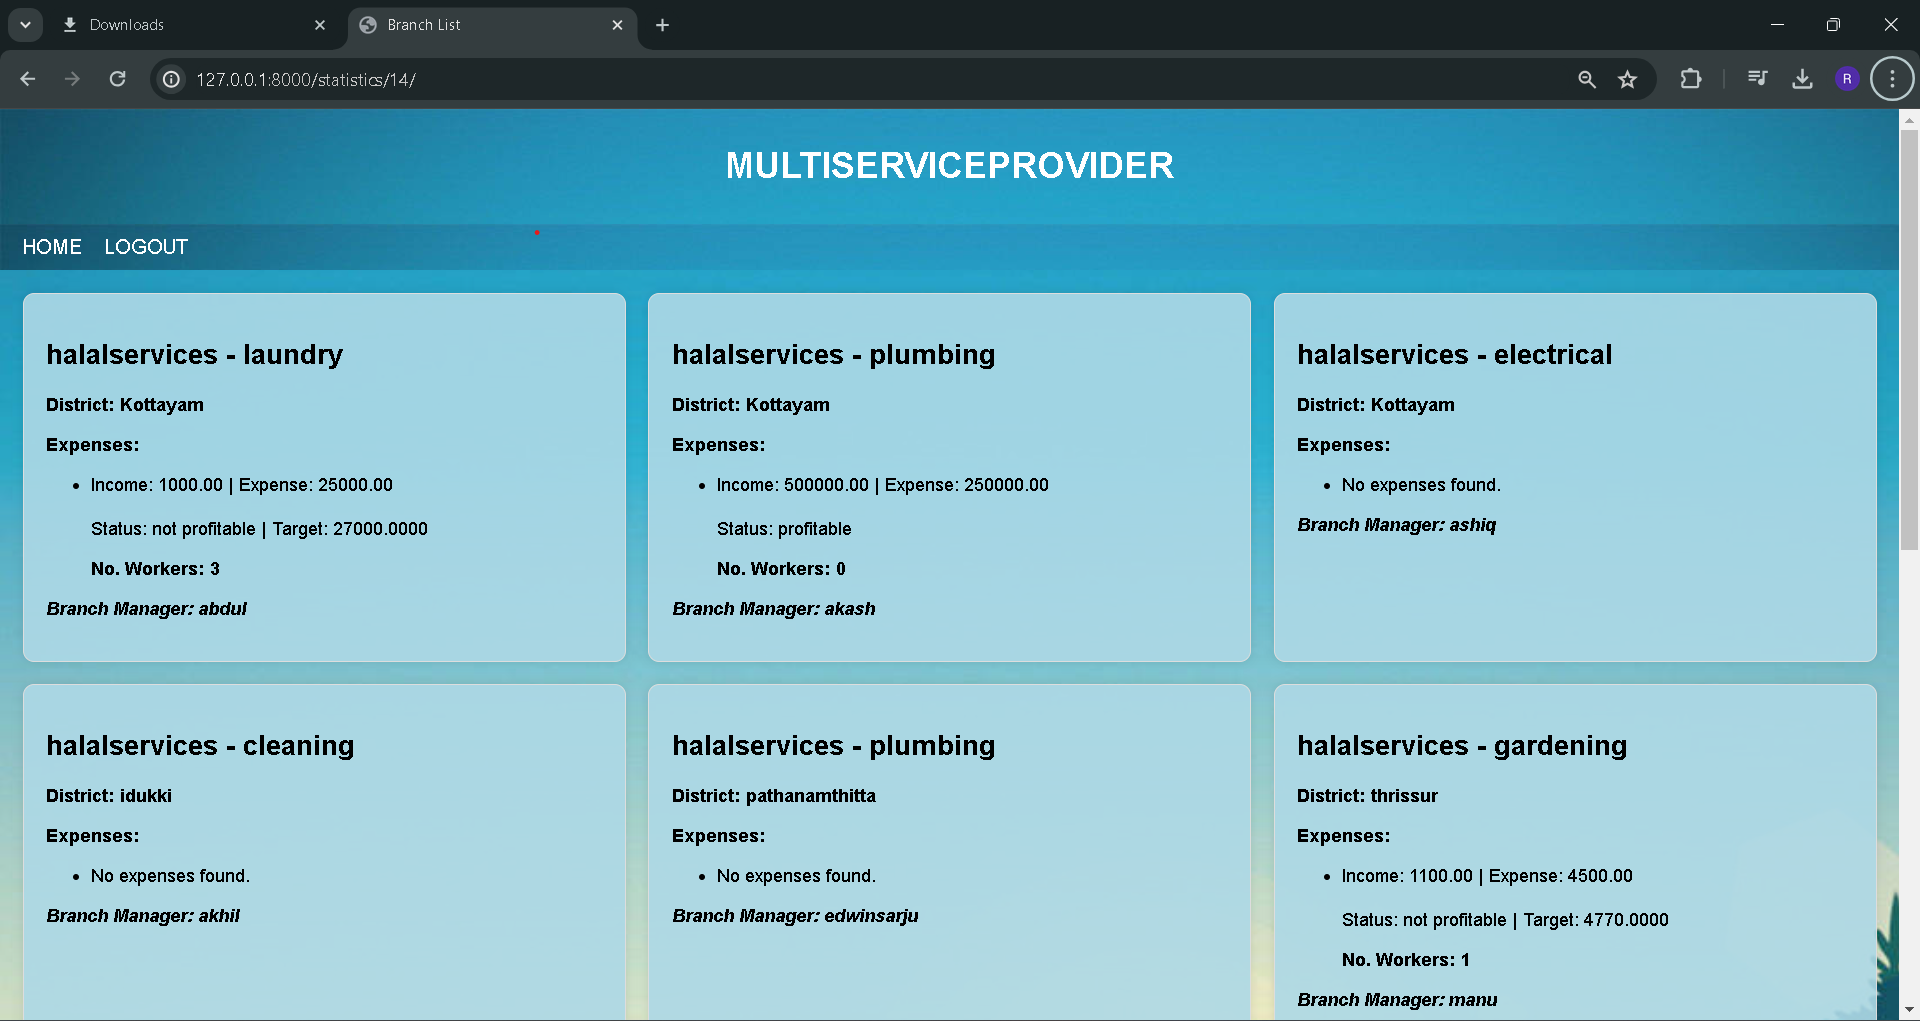 Downloads
Branch List
127.0.0.1:8000/statistics/14/
R
MULTISERVICEPROVIDER
HOME LOGOUT
halalservices - laundry
District: Kottayam
Expenses:
• Income: 1000.00 | Expense: 25000.00
Status: not profitable | Target: 27000.0000
No. Workers: 3
Branch Manager: abdul
halalservices - plumbing
District: Kottayam
Expenses:
• Income: 500000.00 | Expense: 250000.00
Status: profitable
No. Workers: 0
Branch Manager: akash
halalservices - electrical
District: Kottayam
Expenses:
• No expenses found.
Branch Manager: ashiq
halalservices - cleaning
District: idukki
Expenses:
• No expenses found.
Branch Manager: akhil
halalservices - plumbing
District: pathanamthitta
Expenses:
• No expenses found.
Branch Manager: edwinsarju
halalservices - gardening
District: thrissur
Expenses:
• Income: 1100.00 | Expense: 4500.00
Status: not profitable | Target: 4770.0000
No. Workers: 1
Branch Manager: manu